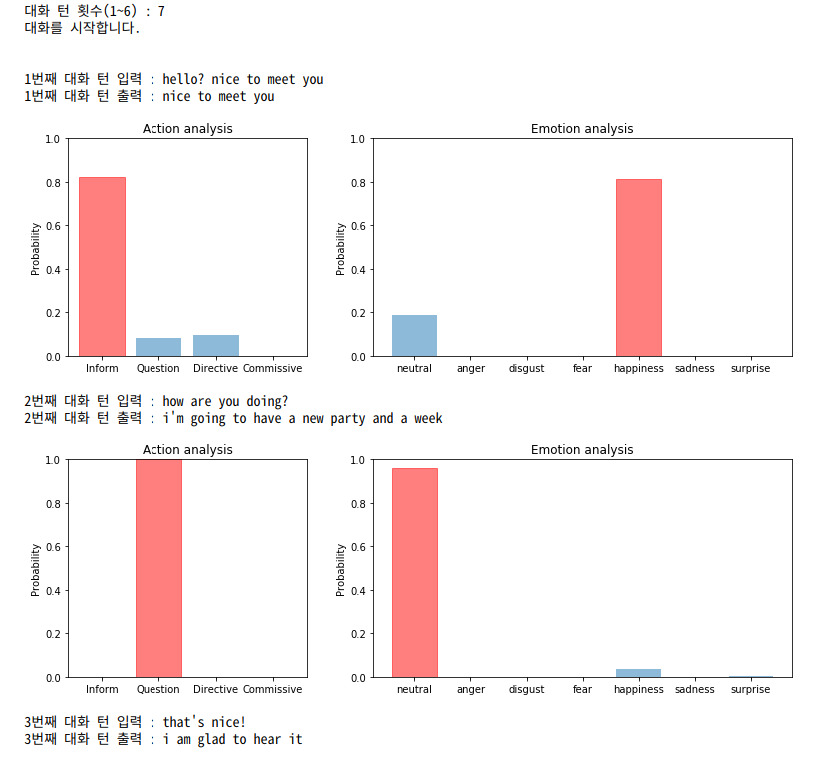 대화 턴 횟수(1~6) : 7
대화를 시작합니다.
1번째 대화 턴 입력 : hello? nice to meet you
1번째 대화 턴 출력 : nice to meet you
Action analysis
Probability
1.0
0.8
0.6
0.4
0.2
0.0
Inform Question Directive Commissive
Emotion analysis
Probability
1.0
0.8
0.6
0.4
0.2
0.0
neutral anger disgust fear happiness sadness surprise
2번째 대화 턴 입력 : how are you doing?
2번째 대화 턴 출력 : i'm going to have a new party and a week
Action analysis
Probability
1.0
0.8
0.6
0.4
0.2
0.0
Inform Question Directive Commissive
Emotion analysis
Probability
1.0
0.8
0.6
0.4
0.2
0.0
neutral anger disgust fear happiness sadness surprise
3번째 대화 턴 입력 : that's nice!
3번째 대화 턴 출력 : i am glad to hear it